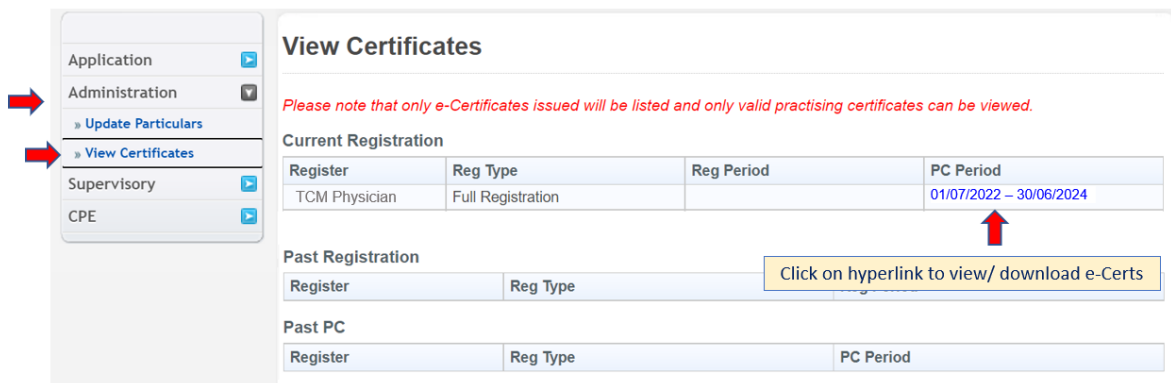 Application
Administration
» Update Particulars
» View Certificates
Supervisory
CPE
View Certificates
Please note that only e-Certificates issued will be listed and only valid practising certificates can be viewed.
Current Registration
Register Reg Type Reg Period PC Period
TCM Physician Full Registration 01/07/2022 – 30/06/2024
Click on hyperlink to view/ download e-Certs
Past Registration
Register Reg Type
Past PC
Register Reg Type PC Period